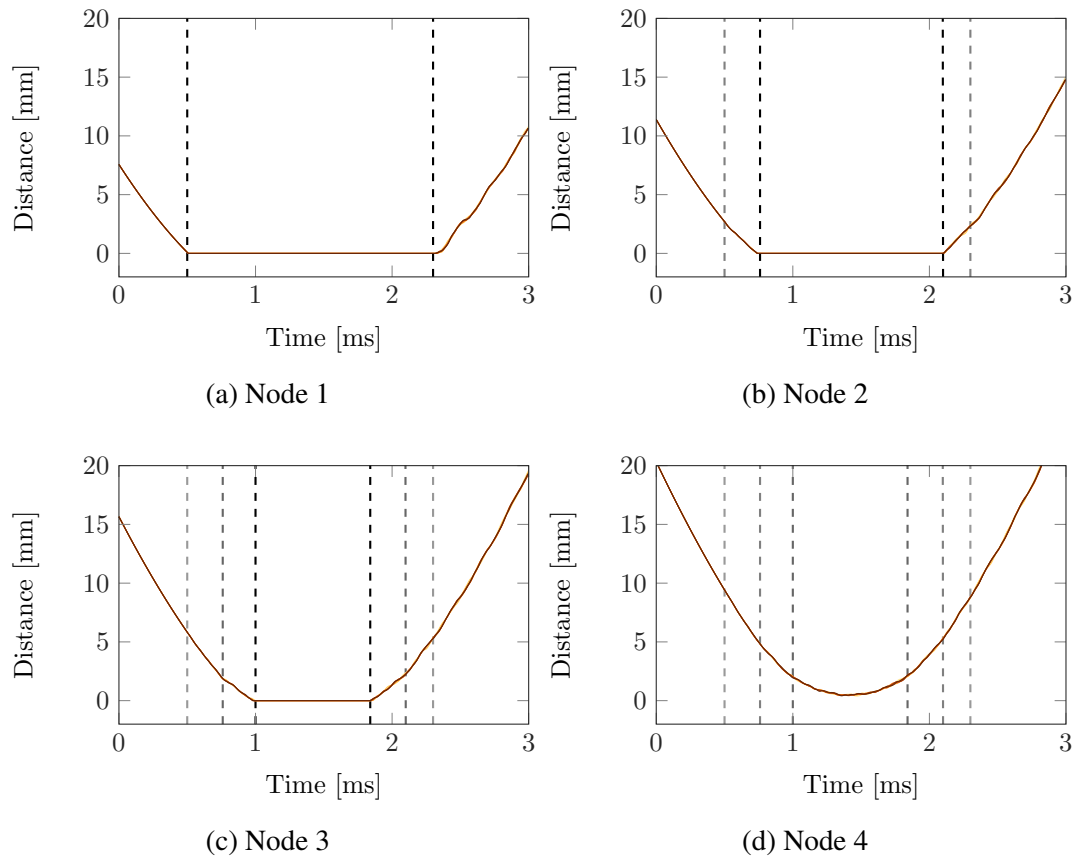 20
15
10
5
0
Distance [mm]
0 1 2 3
Time [ms]
(a) Node 1
20
15
10
5
0
Distance [mm]
0 1 2 3
Time [ms]
(b) Node 2
20
15
10
5
0
Distance [mm]
0 1 2 3
Time [ms]
(c) Node 3
20
15
10
5
0
Distance [mm]
0 1 2 3
Time [ms]
(d) Node 4